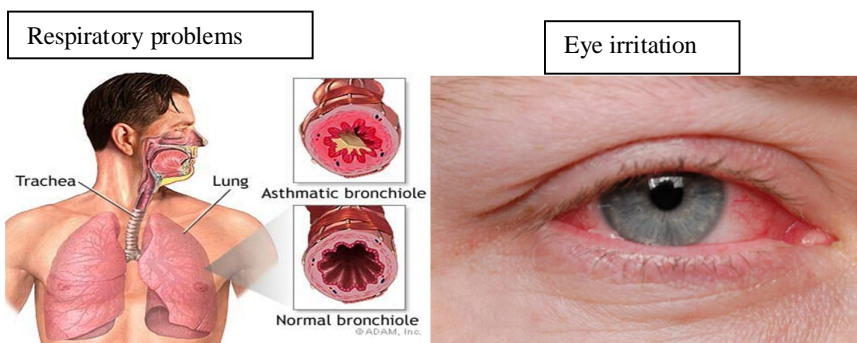 Respiratory problems
Eye irritation
Trachea
Lung
Asthmatic bronchiole
Normal bronchiole
©ADAM, Inc.